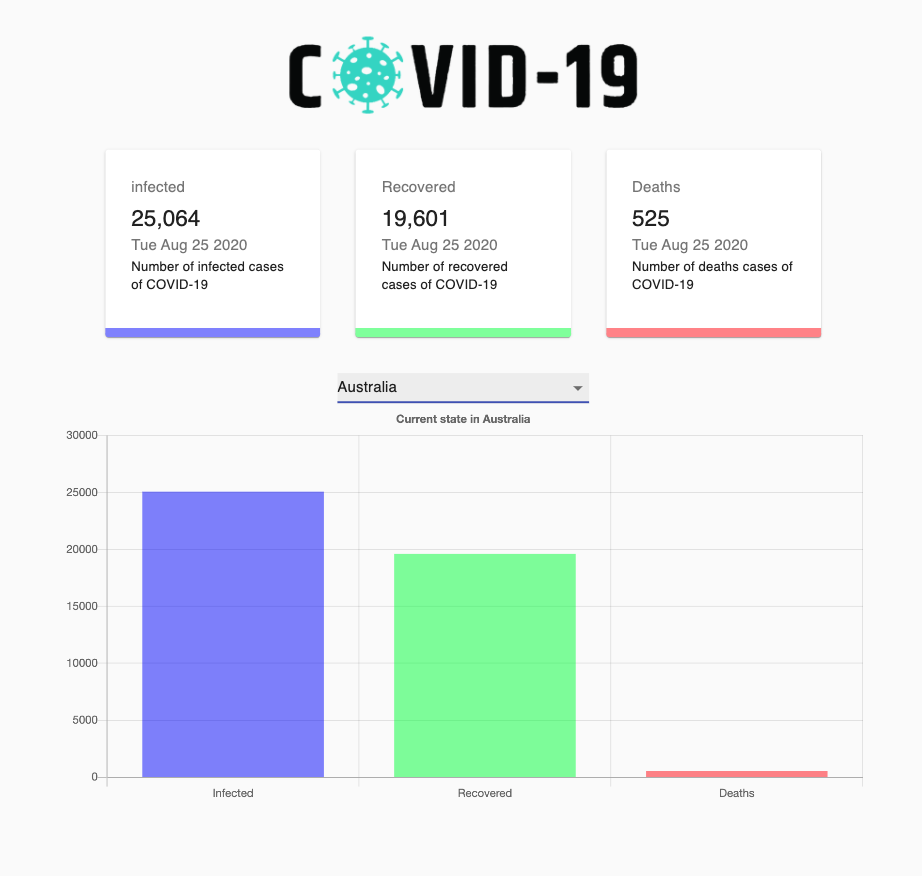 COVID-19
infected
25,064
Tue Aug 25 2020
Number of infected cases
of COVID-19
Recovered
19,601
Tue Aug 25 2020
Number of recovered
cases of COVID-19
Deaths
525
Tue Aug 25 2020
Number of deaths cases of
COVID-19
Australia
Current state in Australia
30000
25000
20000
15000
10000
5000
0
Infected
Recovered
Deaths